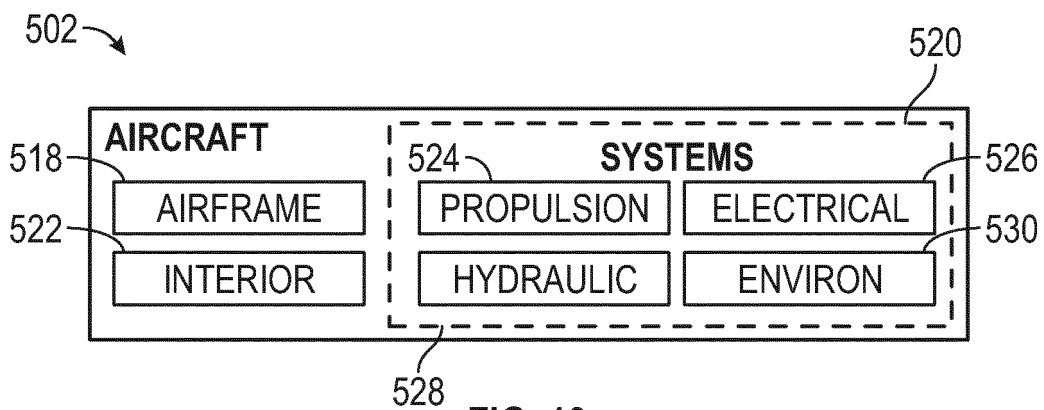 502
520
AIRCRAFT
SYSTEMS
518
524
526
AIRFRAME
PROPULSION
ELECTRICAL
522
530
INTERIOR
HYDRAULIC
ENVIRON
528